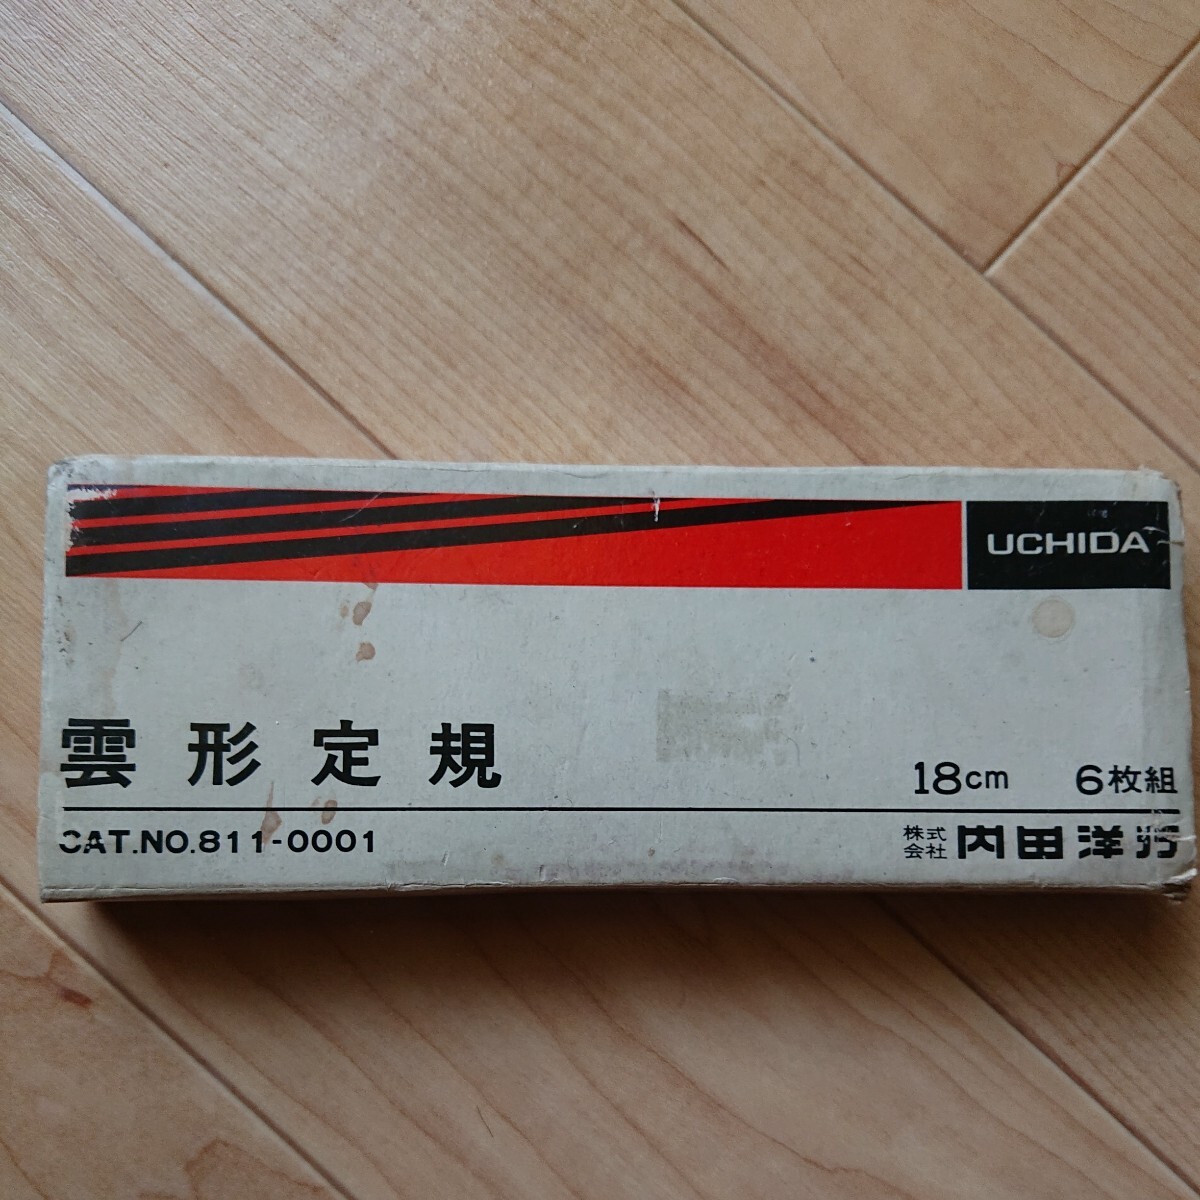 UCHIDA
雲形定規
18cm 6枚組
CAT.NO.811-0001
株式会社 内田洋行